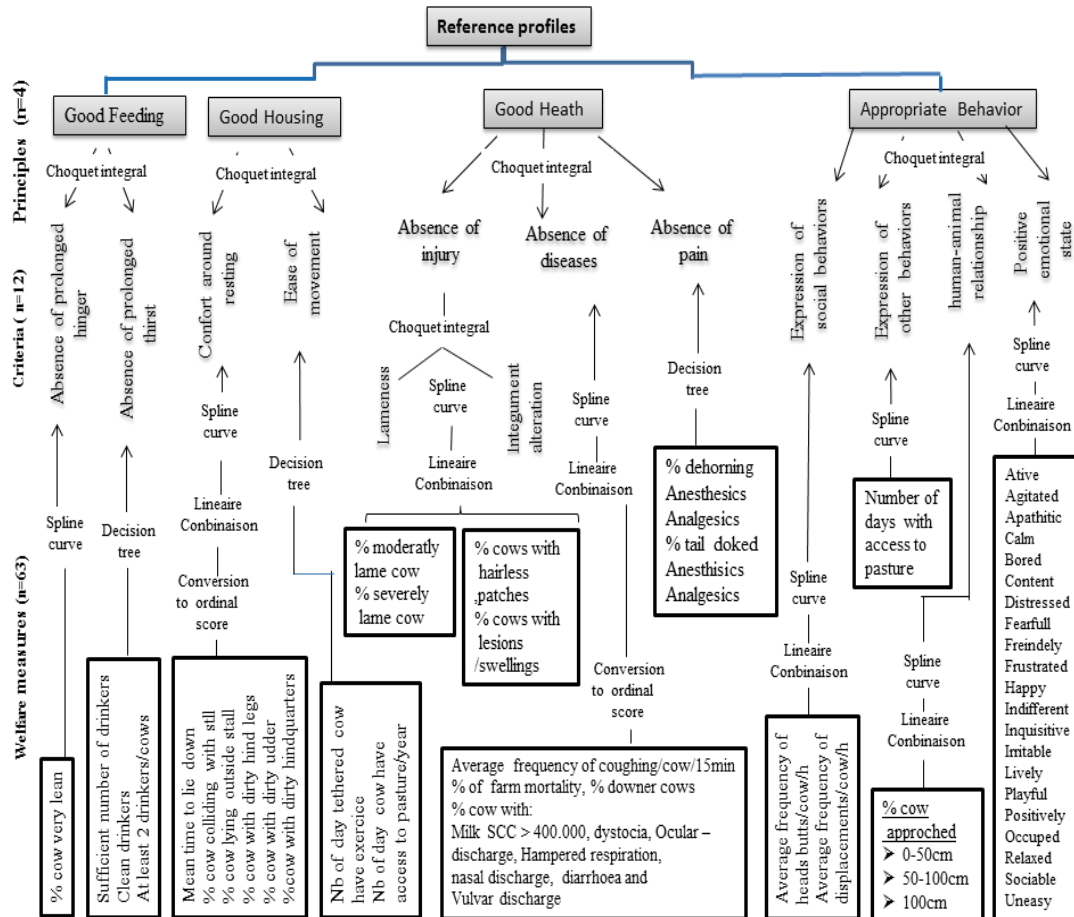 Reference profiles
Principles (n=4)
Good Feeding
Good Housing
Good Heath
Appropriate Behavior
Choquet integral
Choquet integral
Choquet integral
Choquet integral
Criteria ( n=12)
Absence of prolonged
hinger
Absence of prolonged
thirst
Confort around
resting
Ease of
movement
Absence of
injury
Absence of
diseases
Absence of
pain
Expression of
social behaviors
Expression of
other behaviors
human-animal
relationship
Positive
emotional
state
Choquet integral
Lameness
Integument
alteration
Spline
curve
Lineaire
Conbinaison
Spline
curve
Decision
tree
Spline
curve
Lineaire
Conbinaison
Conversion
to ordinal
score
Decision
tree
Spline
curve
Lineaire
Conbinaison
Conversion
to ordinal
score
Decision
tree
Spline
curve
Lineaire
Conbinaison
Spline
curve
Spline
curve
Lineaire
Conbinaison
Spline
curve
Lineaire
Conbinaison
Welfare measures (n=63)
% cow very lean
Sufficient number of drinkers
Clean drinkers
At least 2 drinkers/cows
Mean time to lie down
% cow colliding with stll
% cow lying outside stall
% cow with dirty hind legs
% cow with dirty udder
%cow with dirty hindquarters
Nb of day tethered cow
have exercice
Nb of day cow have
access to pasture/year
% moderatly
lame cow
% severely
lame cow
% cows with
hairless
,patches
% cows with
lesions
/swellings
Average frequency of coughing/cow/15min
% of farm mortality, % downer cows
% cow with:
Milk SCC > 400.000, dystocia, Ocular –
discharge, Hampered respiration,
nasal discharge, diarrhoea and
Vulvar discharge
% dehorning
Anesthesics
Analgesics
% tail doked
Anesthisics
Analgesics
Average frequency of
heads butts/cow/h
Average frequency of
displacements/cow/h
Number of
days with
access to
pasture
% cow
approched
➢ 0-50cm
➢ 50-100cm
➢ 100cm
Ative
Agitated
Apathitic
Calm
Bored
Content
Distressed
Fearfull
Freindely
Frustrated
Happy
Indifferent
Inquisitive
Irritable
Lively
Playful
Positively
Occuped
Relaxed
Sociable
Uneasy